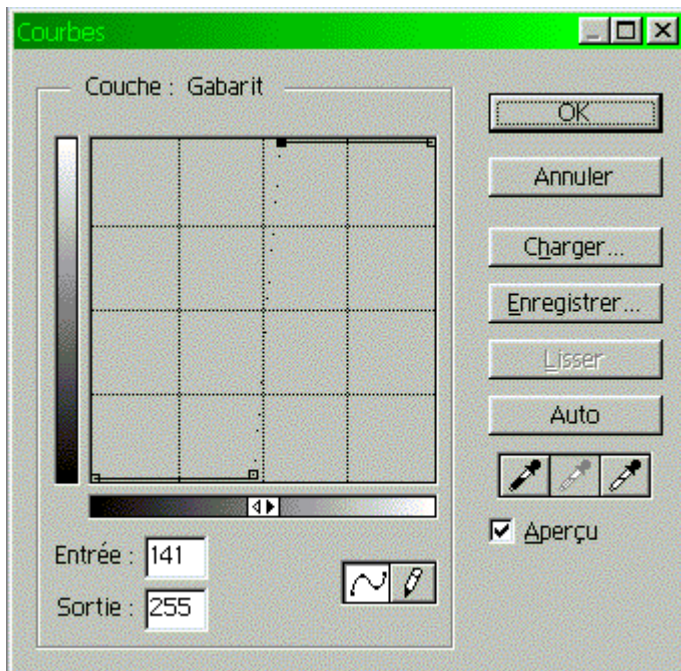 Courbes
Couche : Gabarit
OK
Annuler
Charger...
Enregistrer...
Lisser
Auto
Aperçu
Entrée : 141
Sortie : 255